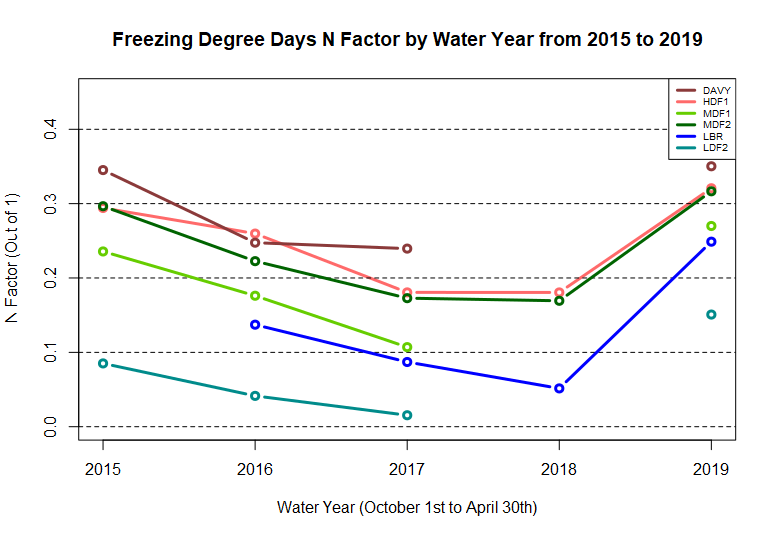 Freezing Degree Days N Factor by Water Year from 2015 to 2019
DAVY
HDF1
MDF1
MDF2
LBR
LDF2
N Factor (Out of 1)
0.4
0.3
0.2
0.1
0.0
2015 2016 2017 2018 2019
Water Year (October 1st to April 30th)